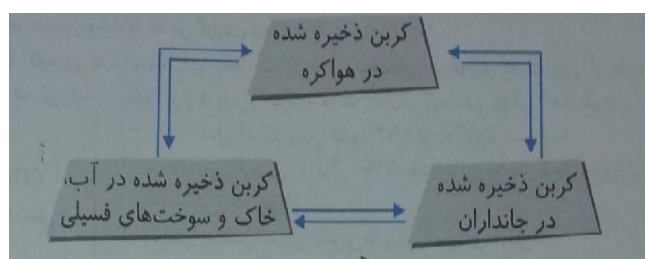 کربن ذخیره شده
در هواکره
کربن ذخیره شده
در جانداران
کربن ذخیره شده در آب،
خاک و سوخت‌های فسیلی